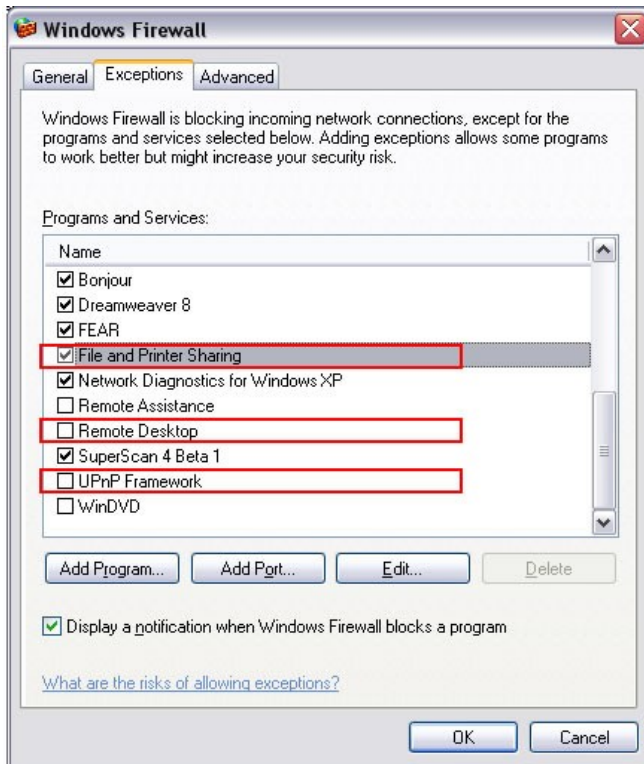 Windows Firewall
General Exceptions Advanced
Windows Firewall is blocking incoming network connections, except for the
programs and services selected below. Adding exceptions allows some programs
to work better but might increase your security risk.
Programs and Services:
Name
Bonjour
Dreamweaver 8
FEAR
File and Printer Sharing
Network Diagnostics for Windows XP
Remote Assistance
Remote Desktop
SuperScan 4 Beta 1
UPnP Framework
WinDVD
Add Program... Add Port... Edit... Delete
Display a notification when Windows Firewall blocks a program
What are the risks of allowing exceptions?
OK Cancel